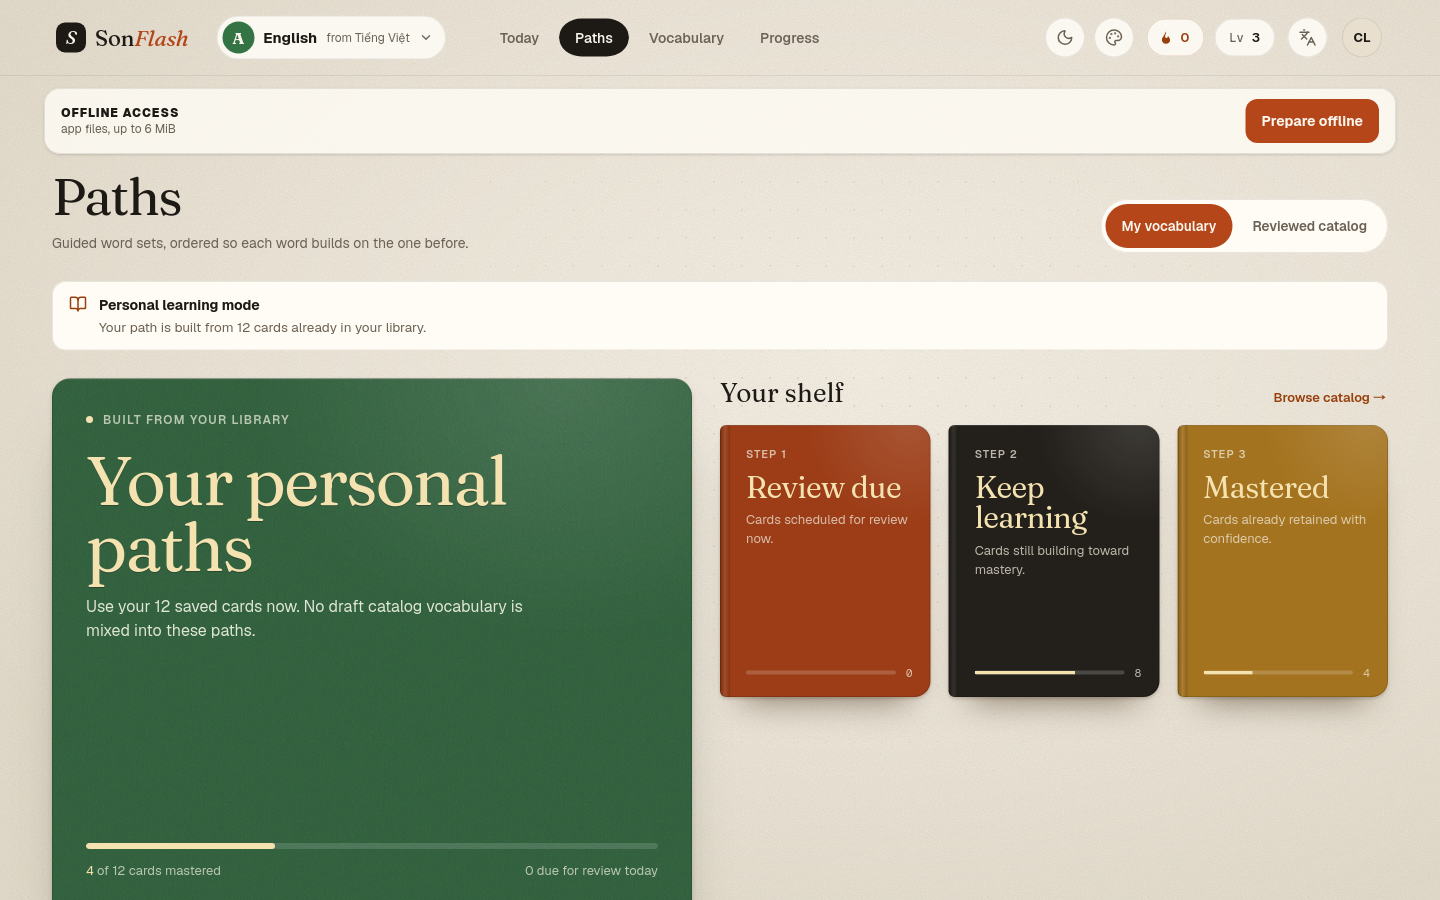 S SonFlash
A English from Tiếng Việt
Today
Paths
Vocabulary
Progress
0
Lv 3
CL
OFFLINE ACCESS
app files, up to 6 MiB
Prepare offline
Paths
Guided word sets, ordered so each word builds on the one before.
My vocabulary
Reviewed catalog
Personal learning mode
Your path is built from 12 cards already in your library.
BUILT FROM YOUR LIBRARY
Your personal
paths
Use your 12 saved cards now. No draft catalog vocabulary is
mixed into these paths.
4 of 12 cards mastered
0 due for review today
Your shelf
Browse catalog →
STEP 1
Review due
Cards scheduled for review
now.
0
STEP 2
Keep
learning
Cards still building toward
mastery.
8
STEP 3
Mastered
Cards already retained with
confidence.
4